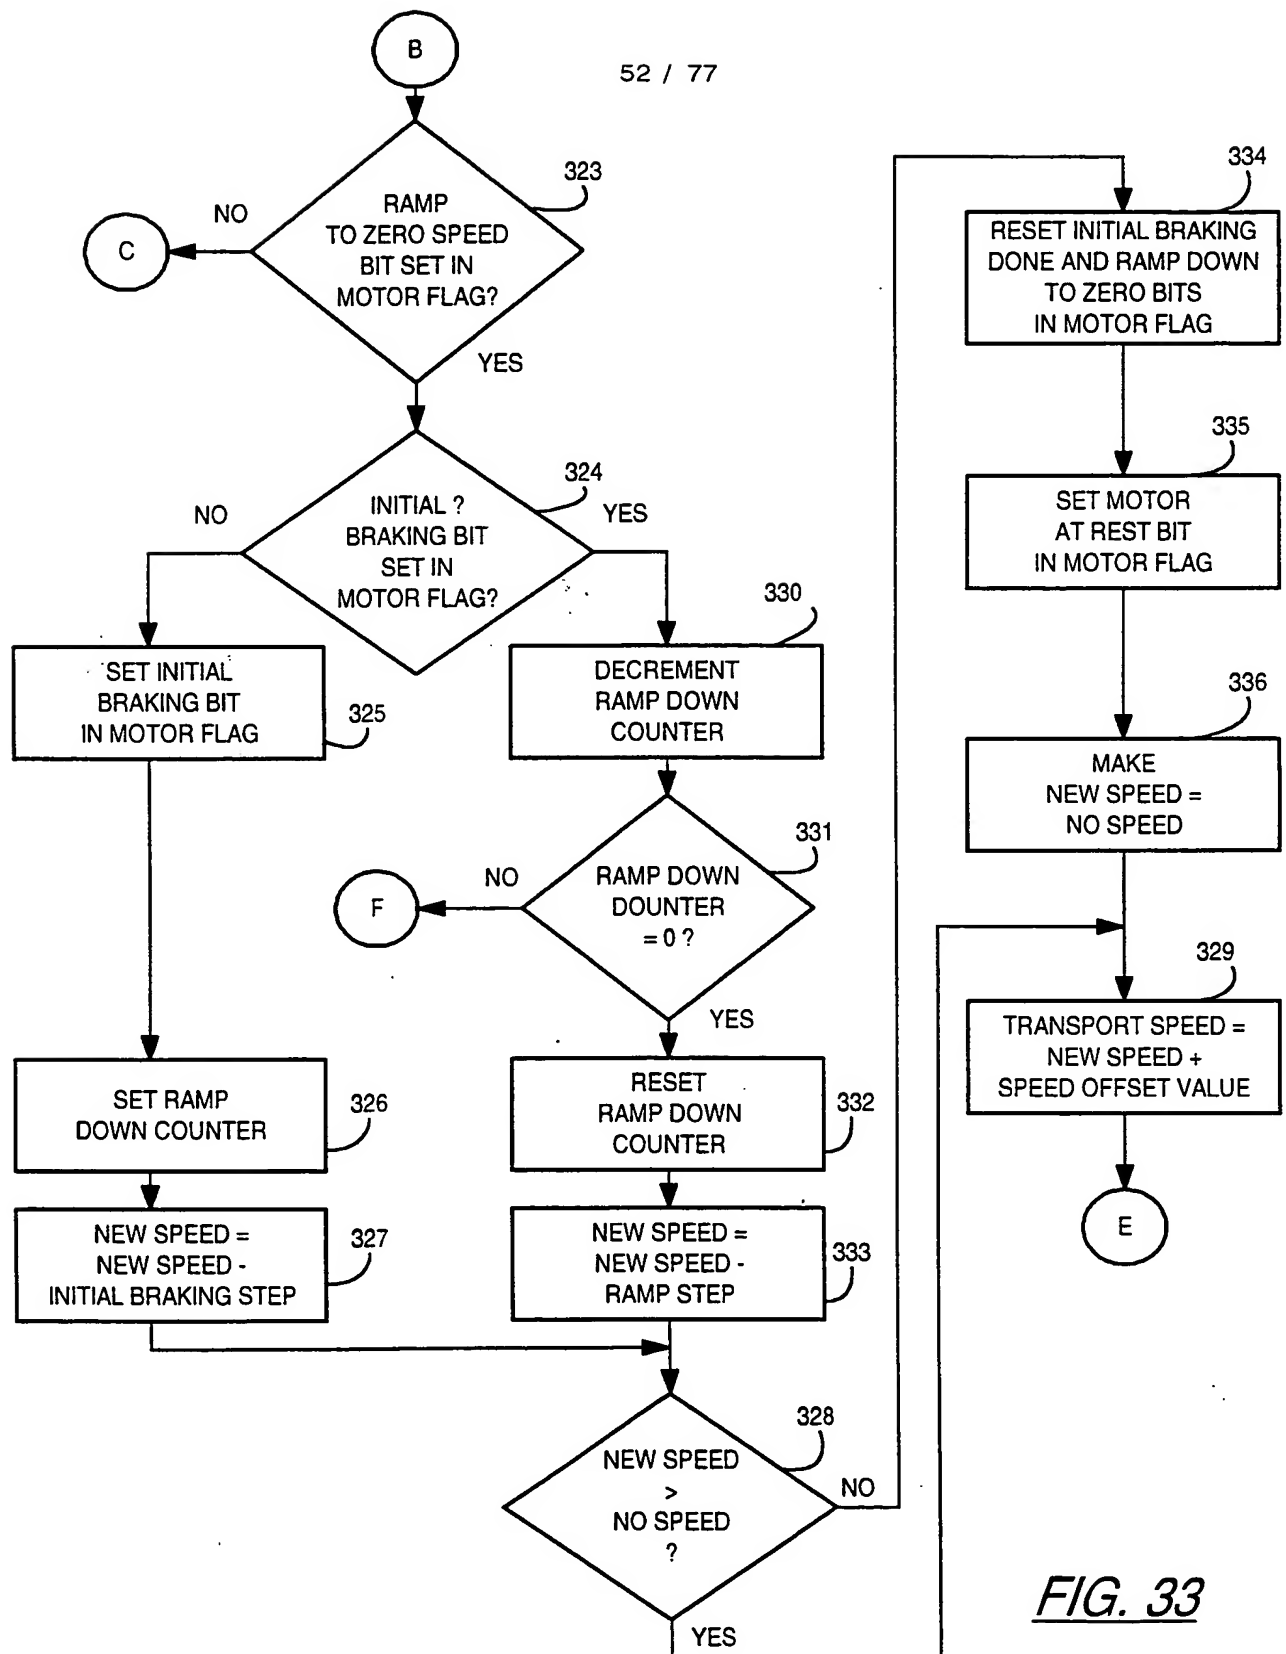 B
52 / 77
323
RAMP
TO ZERO SPEED
BIT SET IN
MOTOR FLAG?
NO
C
YES
324
INITIAL ?
BRAKING BIT
SET IN
MOTOR FLAG?
NO
YES
SET INITIAL
BRAKING BIT
IN MOTOR FLAG
325
330
DECREMENT
RAMP DOWN
COUNTER
331
RAMP DOWN
DOUNTER
= 0 ?
NO
F
YES
SET RAMP
DOWN COUNTER
326
RESET
RAMP DOWN
COUNTER
332
NEW SPEED =
NEW SPEED -
INITIAL BRAKING STEP
327
NEW SPEED =
NEW SPEED -
RAMP STEP
333
328
NEW SPEED
>
NO SPEED
?
NO
YES
334
RESET INITIAL BRAKING
DONE AND RAMP DOWN
TO ZERO BITS
IN MOTOR FLAG
335
SET MOTOR
AT REST BIT
IN MOTOR FLAG
336
MAKE
NEW SPEED =
NO SPEED
329
TRANSPORT SPEED =
NEW SPEED +
SPEED OFFSET VALUE
E
FIG. 33